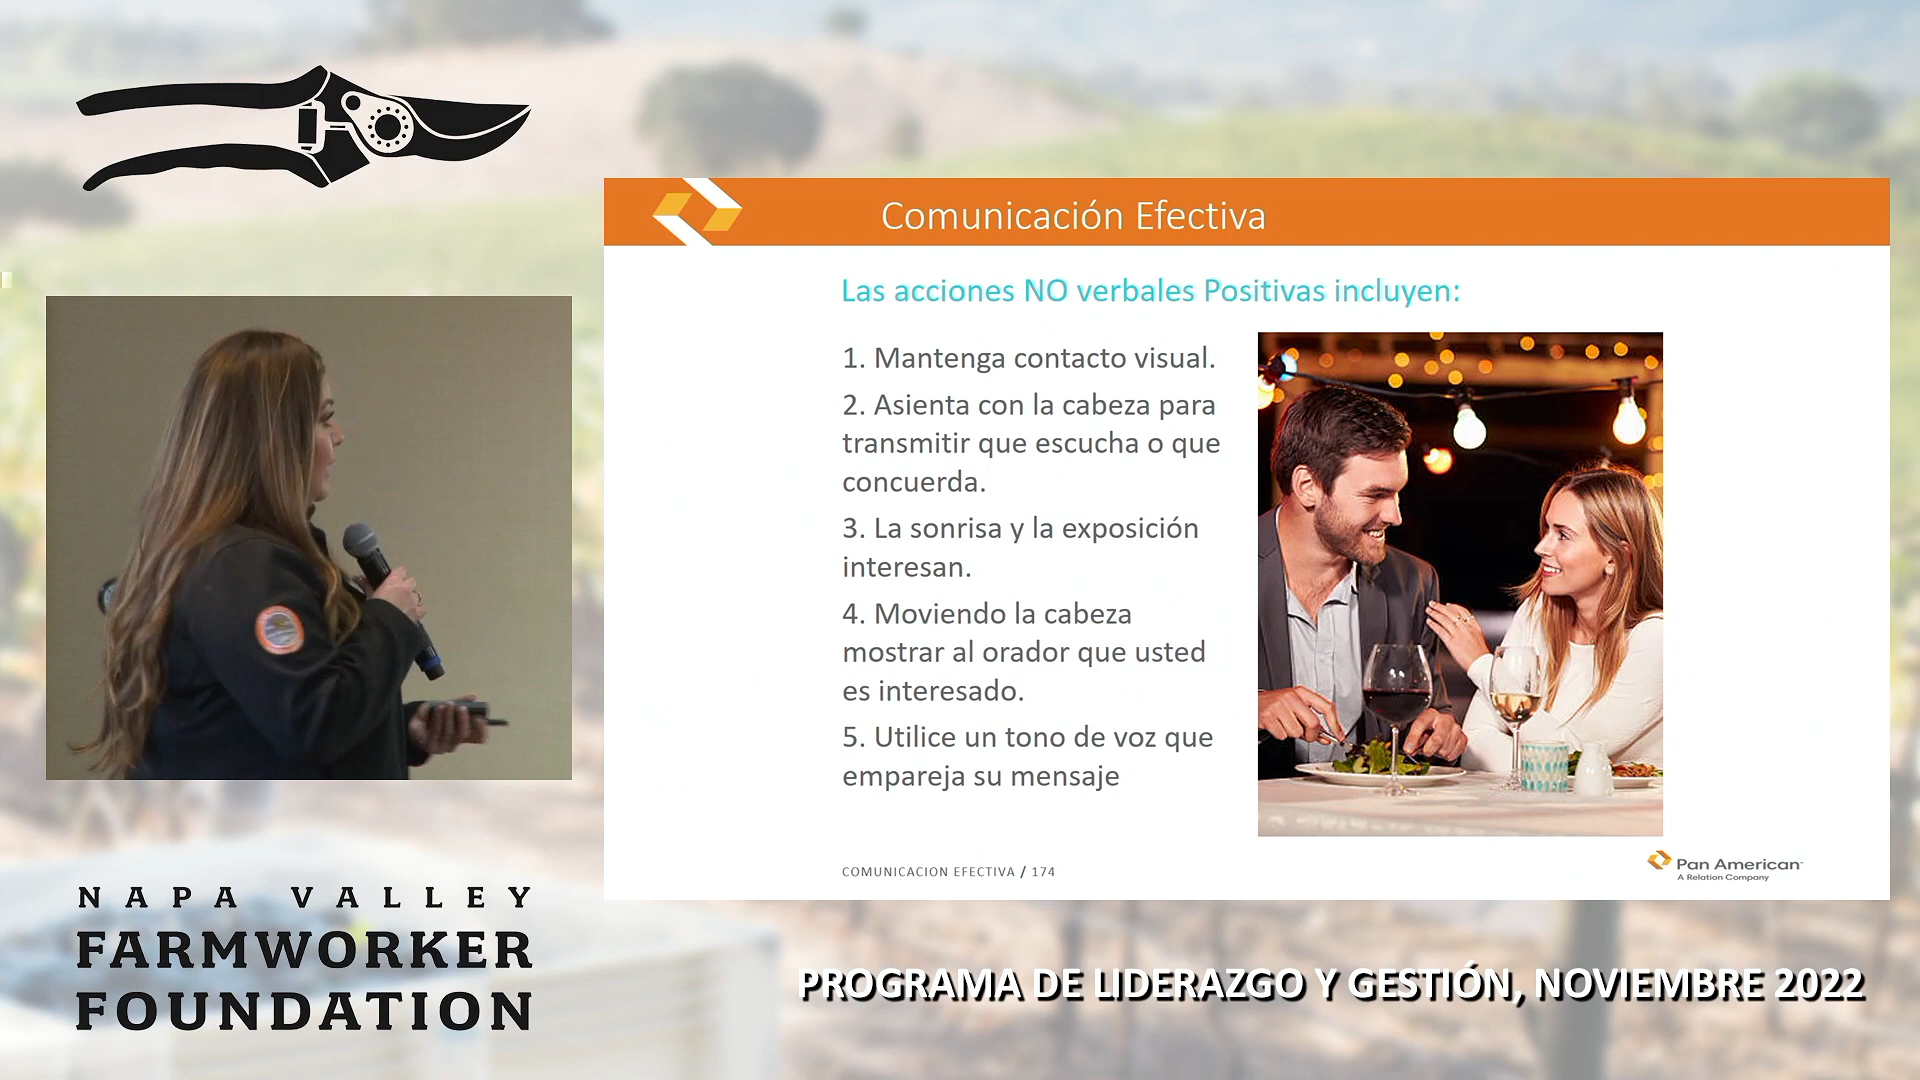 Comunicación Efectiva
Las acciones NO verbales Positivas incluyen:
1. Mantenga contacto visual.
2. Asienta con la cabeza para
transmitir que escucha o que
concuerda.
3. La sonrisa y la exposición
interesan.
4. Moviendo la cabeza
mostrar al orador que usted
es interesado.
5. Utilice un tono de voz que
empareja su mensaje
COMUNICACION EFECTIVA / 174
Pan American
A Relation Company
NAPA VALLEY
FARMWORKER
FOUNDATION
PROGRAMA DE LIDERAZGO Y GESTIÓN, NOVIEMBRE 2022